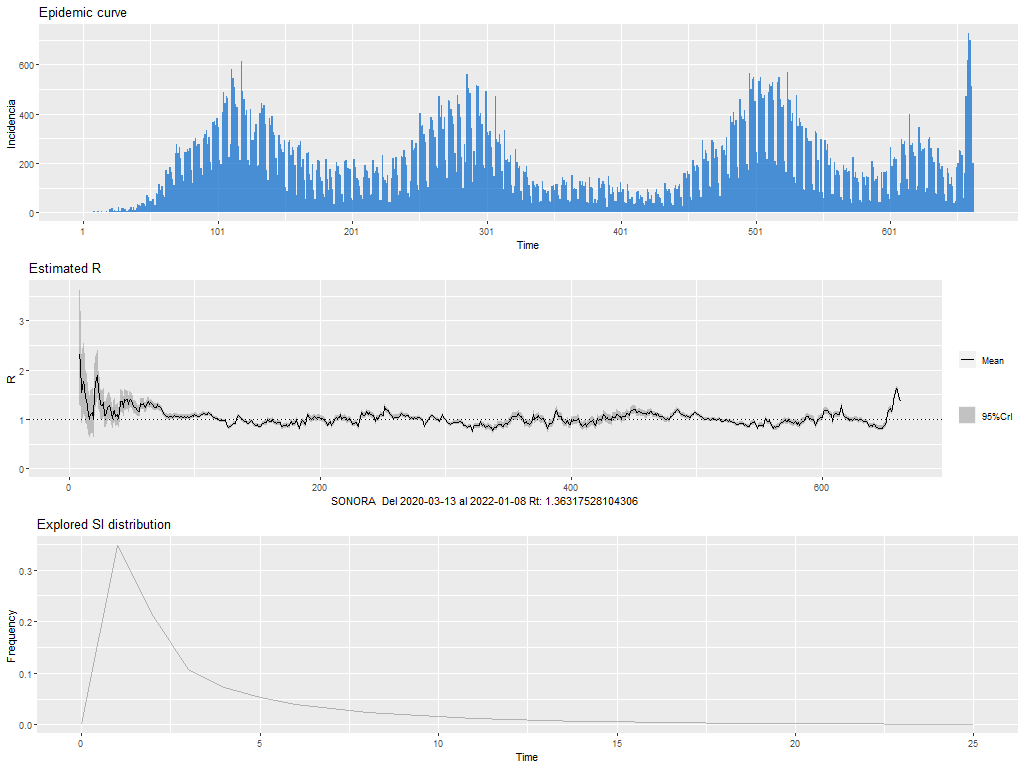 Epidemic curve
Incidencia
600
400
200
0
1
101
201
301
401
501
601
Time
Estimated R
R
3
2
1
0
0
200
400
600
SONORA Del 2020-03-13 al 2022-01-08 Rt: 1.36317528104306
Mean
95%CrI
Explored SI distribution
Frequency
0.3
0.2
0.1
0.0
0
5
10
15
20
25
Time